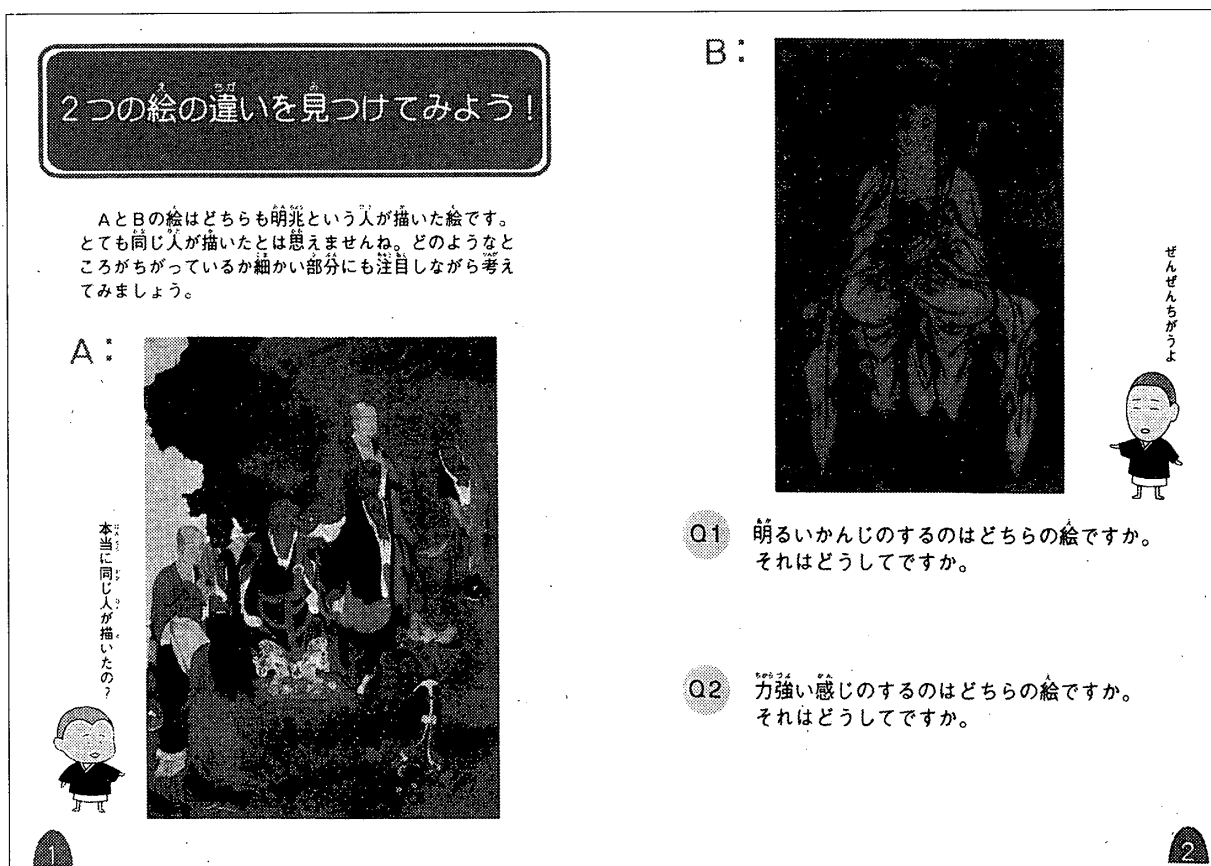 2つの絵の違いを見つけてみよう！
AとBの絵はどちらも明兆という人が描いた絵です。
とても同じ人が描いたとは思えませんね。どのようなと
ころがちがっているか細かい部分にも注目しながら考え
てみましょう。
A：
本当に同じ人が描いたの？
1
B：
ぜんぜんちがうよ
Q1 明るいかんじのするのはどちらの絵ですか。
それはどうしてですか。
Q2 力強い感じのするのはどちらの絵ですか。
それはどうしてですか。
2